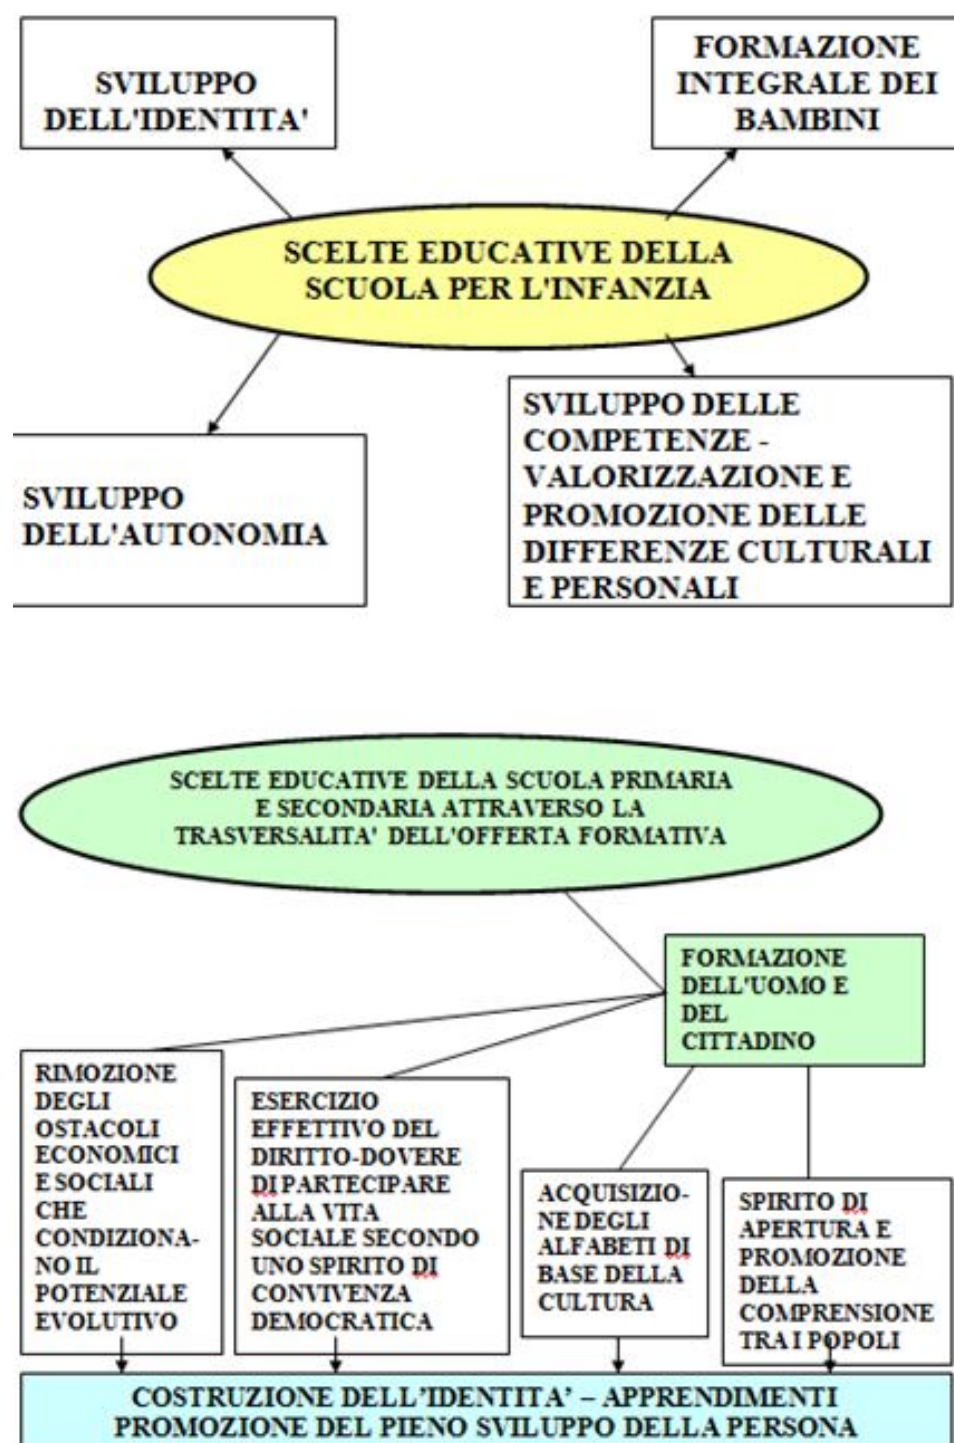 SVILUPPO
DELL'IDENTITA'
FORMAZIONE
INTEGRALE DEI
BAMBINI
SCELTE EDUCATIVE DELLA
SCUOLA PER L'INFANZIA
SVILUPPO
DELL'AUTONOMIA
SVILUPPO DELLE
COMPETENZE -
VALORIZZAZIONE E
PROMOZIONE DELLE
DIFFERENZE CULTURALI
E PERSONALI
SCELTE EDUCATIVE DELLA SCUOLA PRIMARIA
E SECONDARIA ATTRAVERSO LA
TRASVERSALITA' DELL'OFFERTA FORMATIVA
FORMAZIONE
DELL'UOMO E
DEL
CITTADINO
RIMOZIONE
DEGLI
OSTACOLI
ECONOMICI
E SOCIALI
CHE
CONDIZIONA-
NO IL
POTENZIALE
EVOLUTIVO
ESERCIZIO
EFFETTIVO DEL
DIRITTO-DOVERE
DI PARTECIPARE
ALLA VITA
SOCIALE SECONDO
UNO SPIRITO DI
CONVIVENZA
DEMOCRATICA
ACQUISIZIO-
NE DEGLI
ALFABETI DI
BASE DELLA
CULTURA
SPIRITO DI
APERTURA E
PROMOZIONE
DELLA
COMPRENSIONE
TRA I POPOLI
COSTRUZIONE DELL’IDENTITA’ – APPRENDIMENTI
PROMOZIONE DEL PIENO SVILUPPO DELLA PERSONA